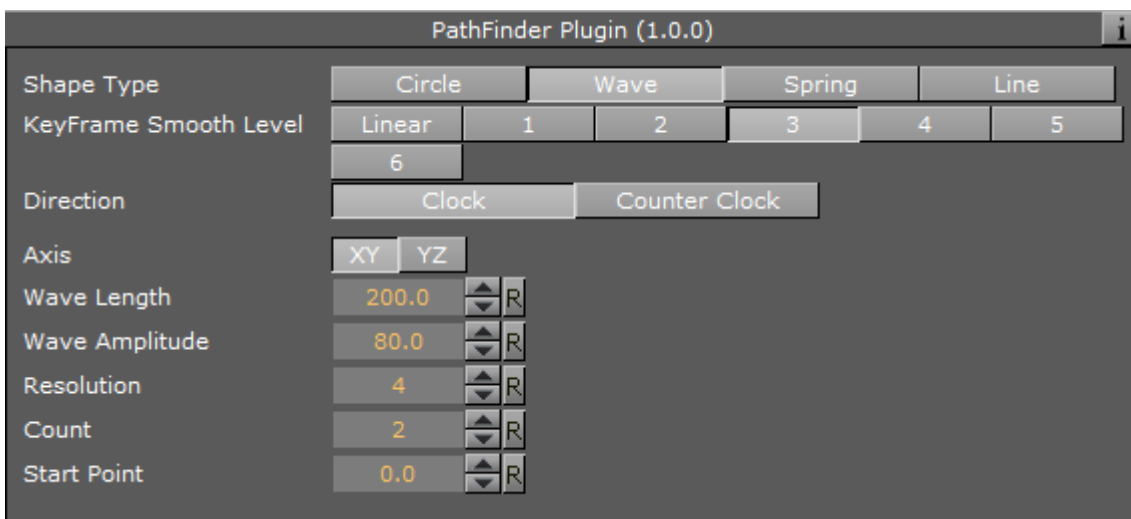 PathFinder Plugin (1.0.0) i
Shape Type Circle Wave Spring Line
KeyFrame Smooth Level Linear 1 2 3 4 5
6
Direction Clock Counter Clock
Axis XY YZ
Wave Length 200.0 R
Wave Amplitude 80.0 R
Resolution 4 R
Count 2 R
Start Point 0.0 R